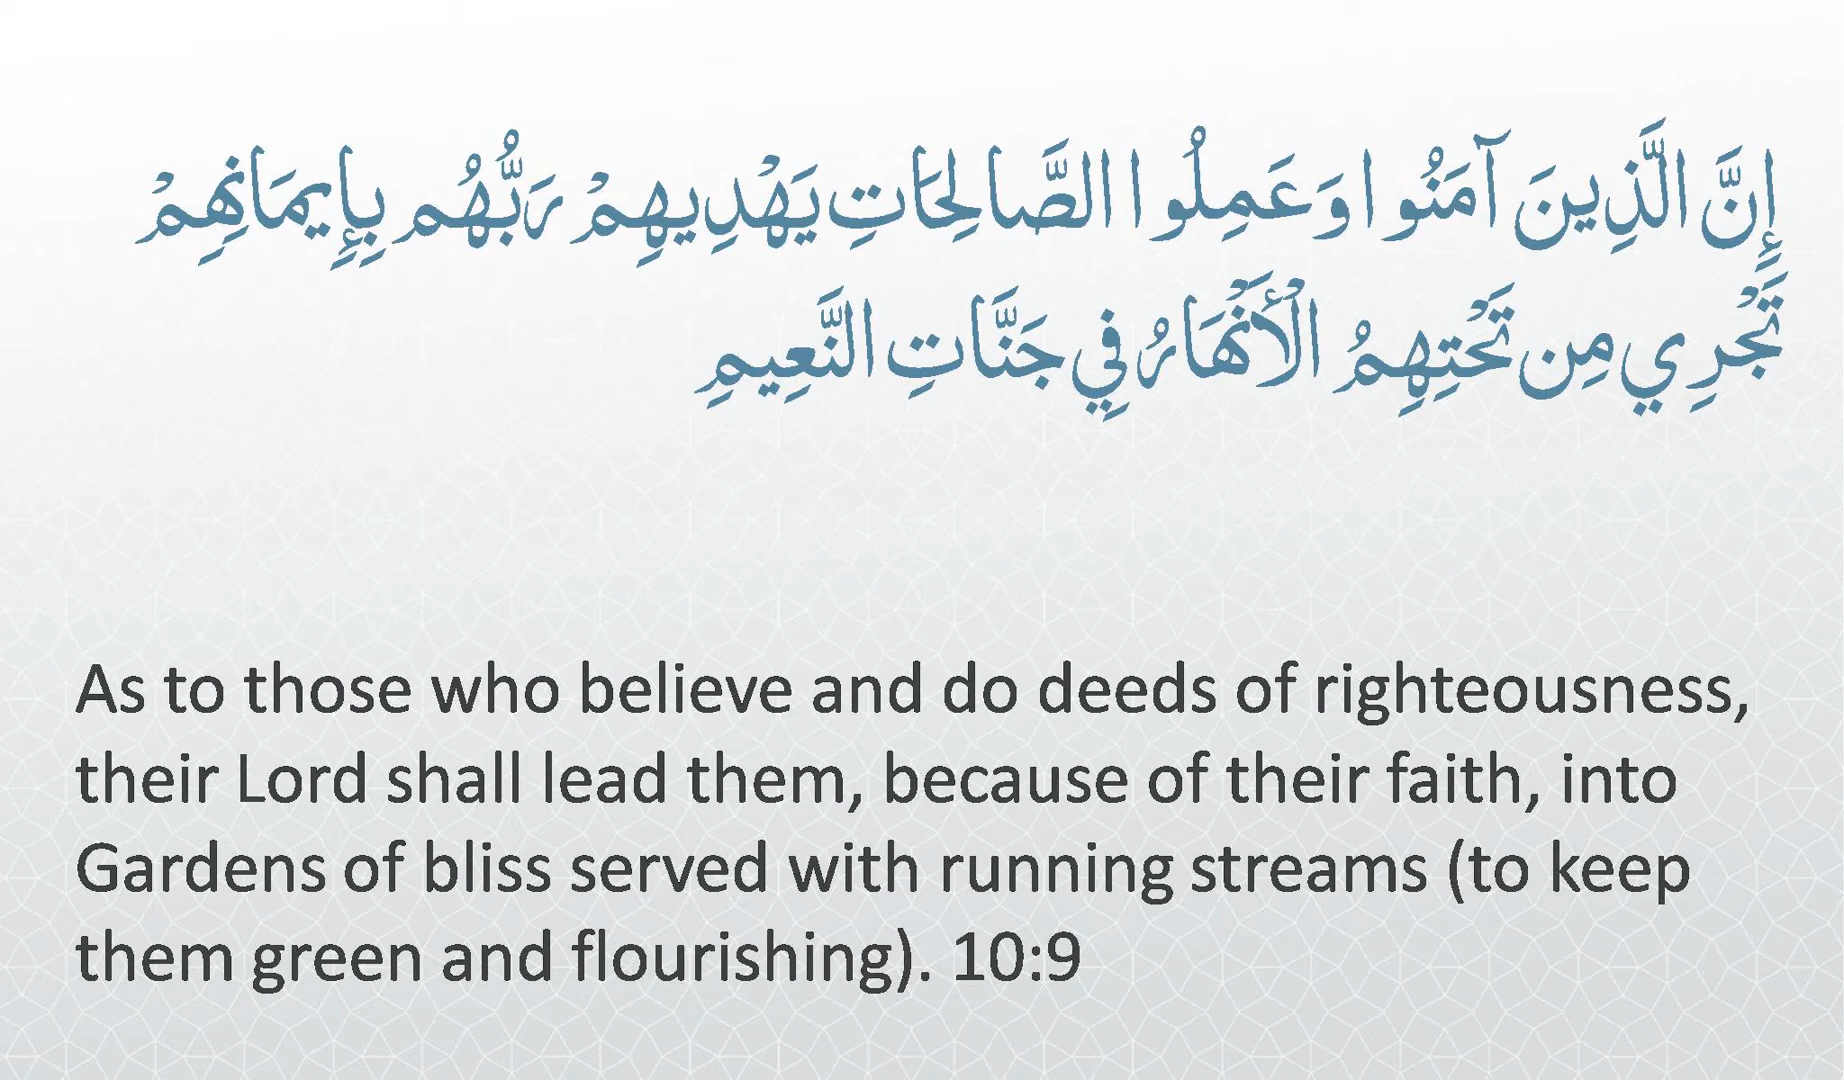 إِنَّ الَّذِينَ آمَنُوا وَعَمِلُوا الصَّالِحَاتِ يَهْدِيهِمْ رَبُّهُم بِإِيمَانِهِمْ
تَجْرِي مِن تَحْتِهِمُ الْأَنْهَارُ فِي جَنَّاتِ النَّعِيمِ
As to those who believe and do deeds of righteousness,
their Lord shall lead them, because of their faith, into
Gardens of bliss served with running streams (to keep
them green and flourishing). 10:9